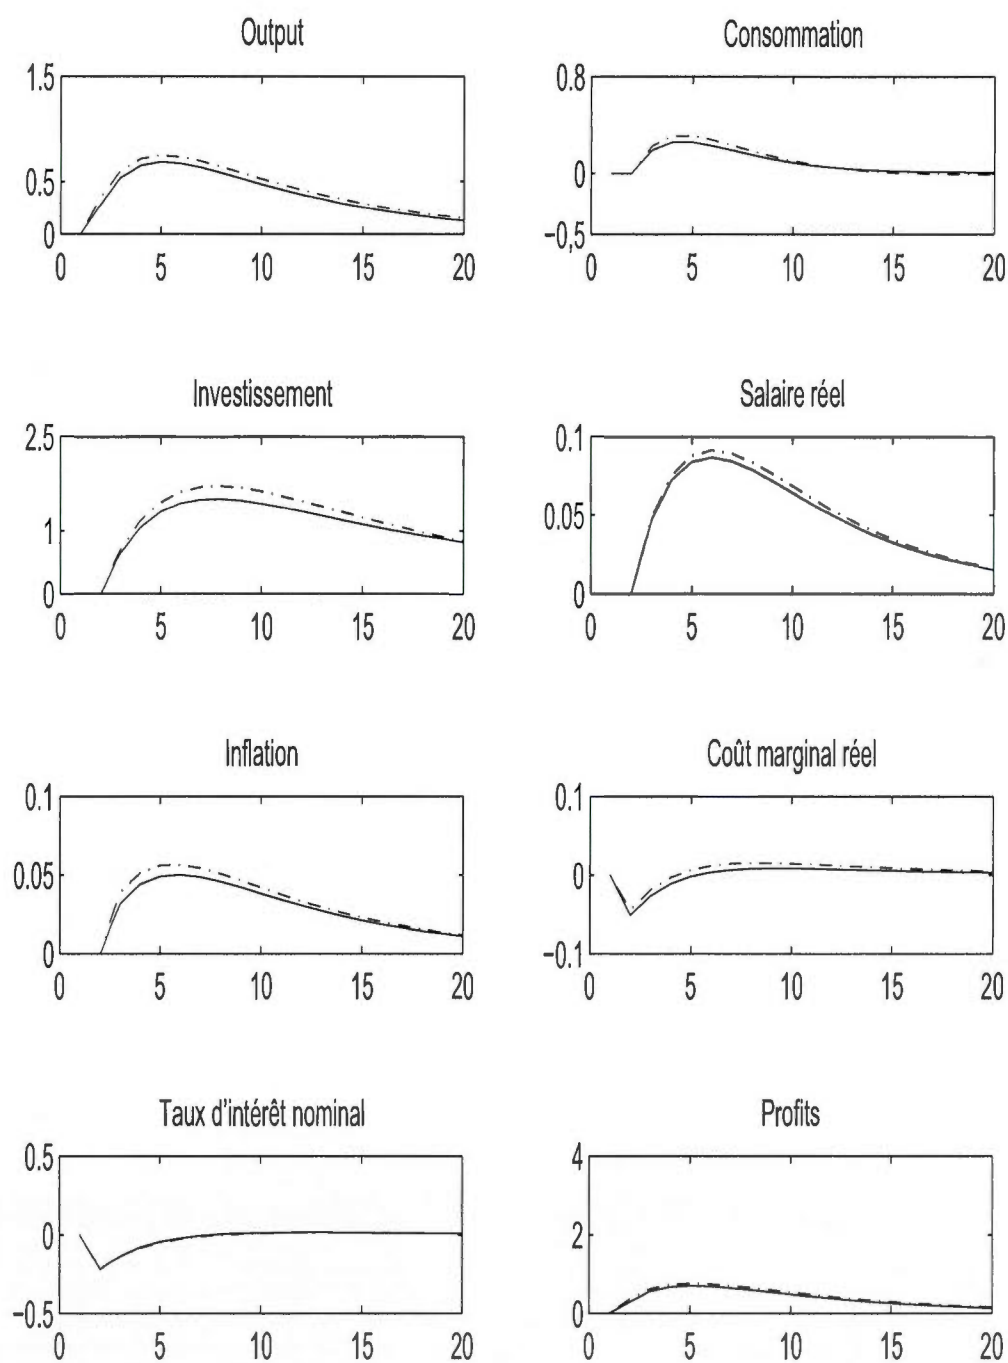 Output
Consommation
1.5
0.5
0
0 5 10 15 20
0.8
0
−0,5
0 5 10 15 20
Investissement
Salaire réel
2.5
1
0
0 5 10 15 20
0.1
0.05
0
0 5 10 15 20
Inflation
Coût marginal réel
0.1
0.05
0
0 5 10 15 20
0.1
0
−0.1
0 5 10 15 20
Taux d'intérêt nominal
Profits
0.5
0
−0.5
0 5 10 15 20
4
2
0
0 5 10 15 20